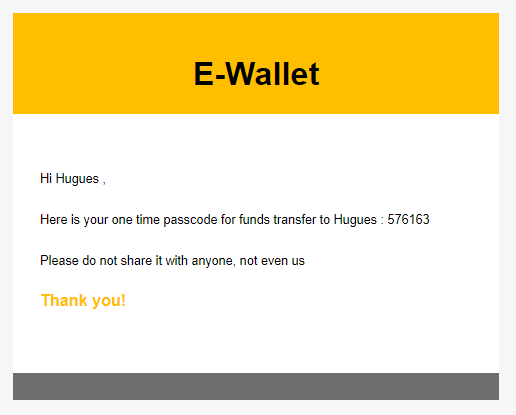 E-Wallet
Hi Hugues ,
Here is your one time passcode for funds transfer to Hugues : 576163
Please do not share it with anyone, not even us
Thank you!